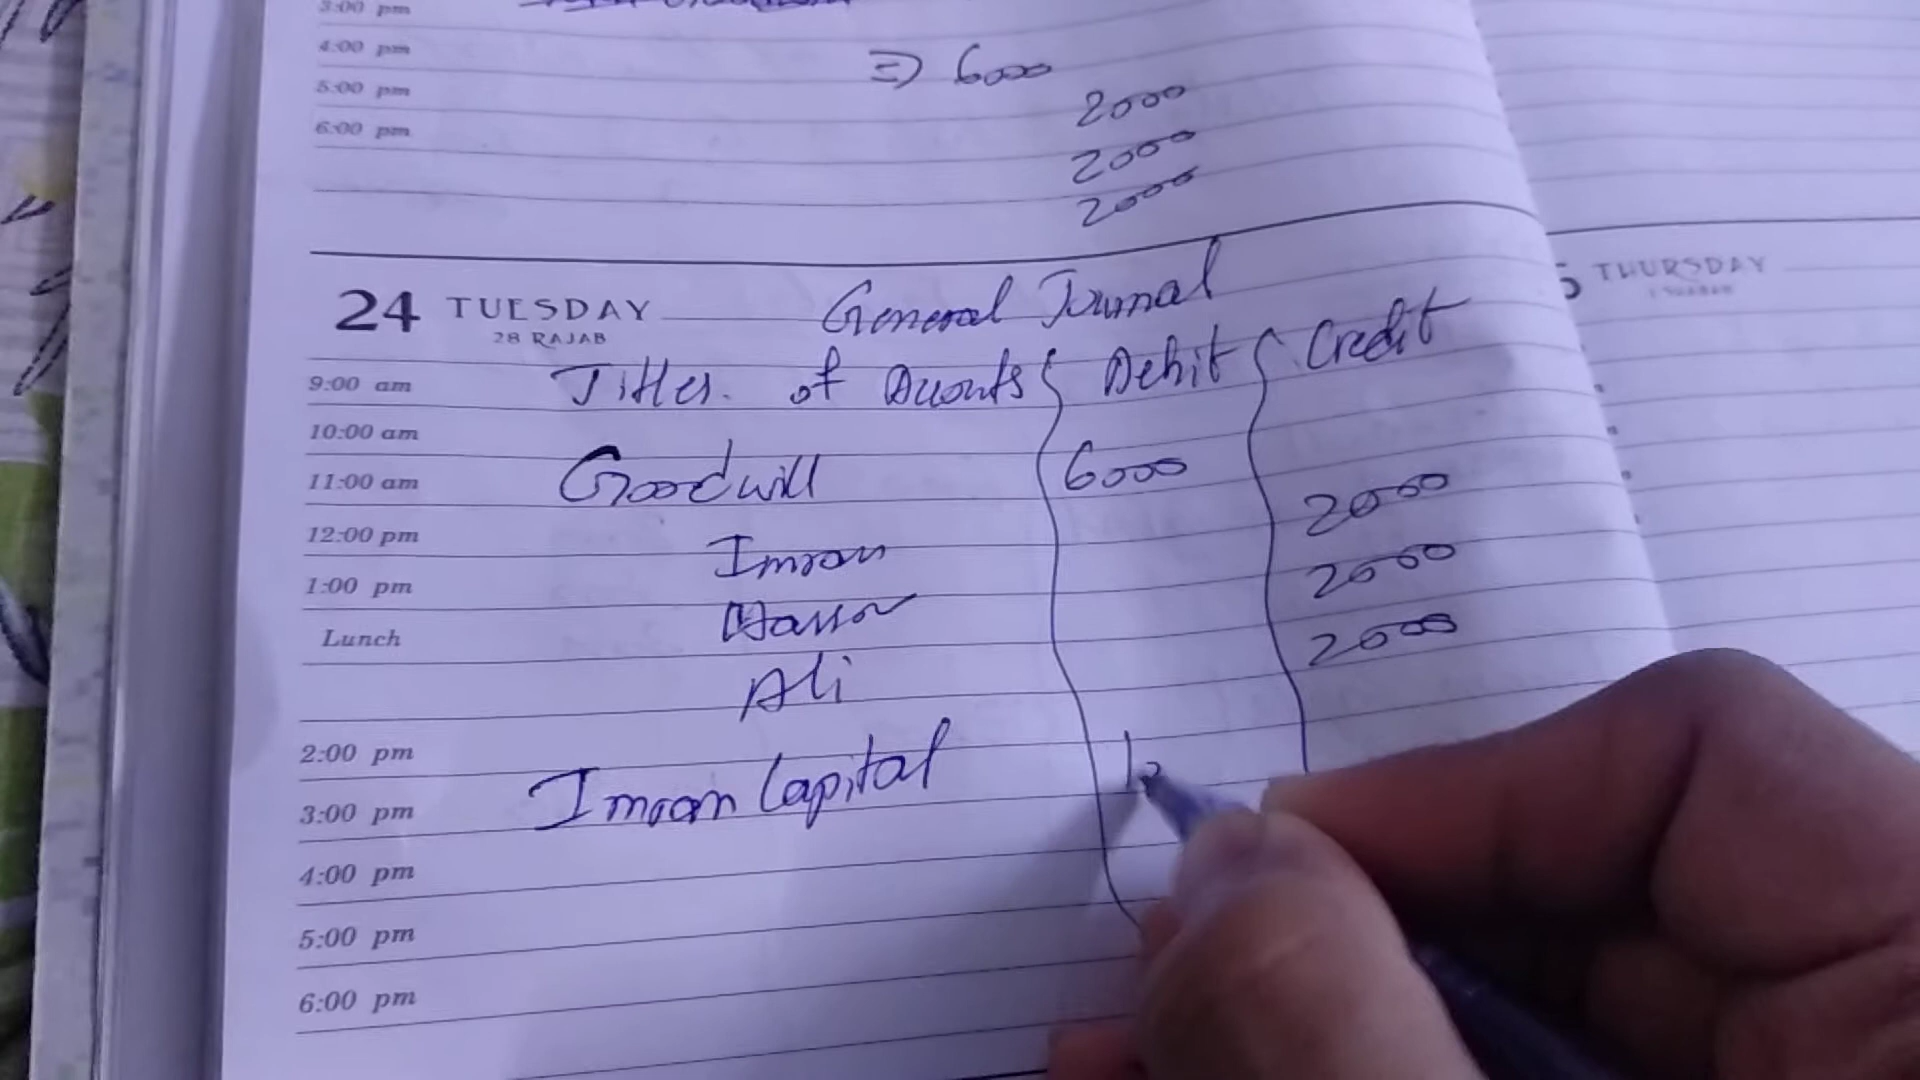 3:00 pm
4:00 pm
⇒ 6000
5:00 pm
2000
6:00 pm
2000
2000
24 TUESDAY
28 RAJAB
General Journal
THURSDAY
9:00 am
Titles. of Accounts Debit Credit
10:00 am
11:00 am
Goodwill 6000
12:00 pm
Imran 2000
1:00 pm
Hassan 2000
Lunch
Ali 2000
2:00 pm
Imran Capital
3:00 pm
4:00 pm
5:00 pm
6:00 pm